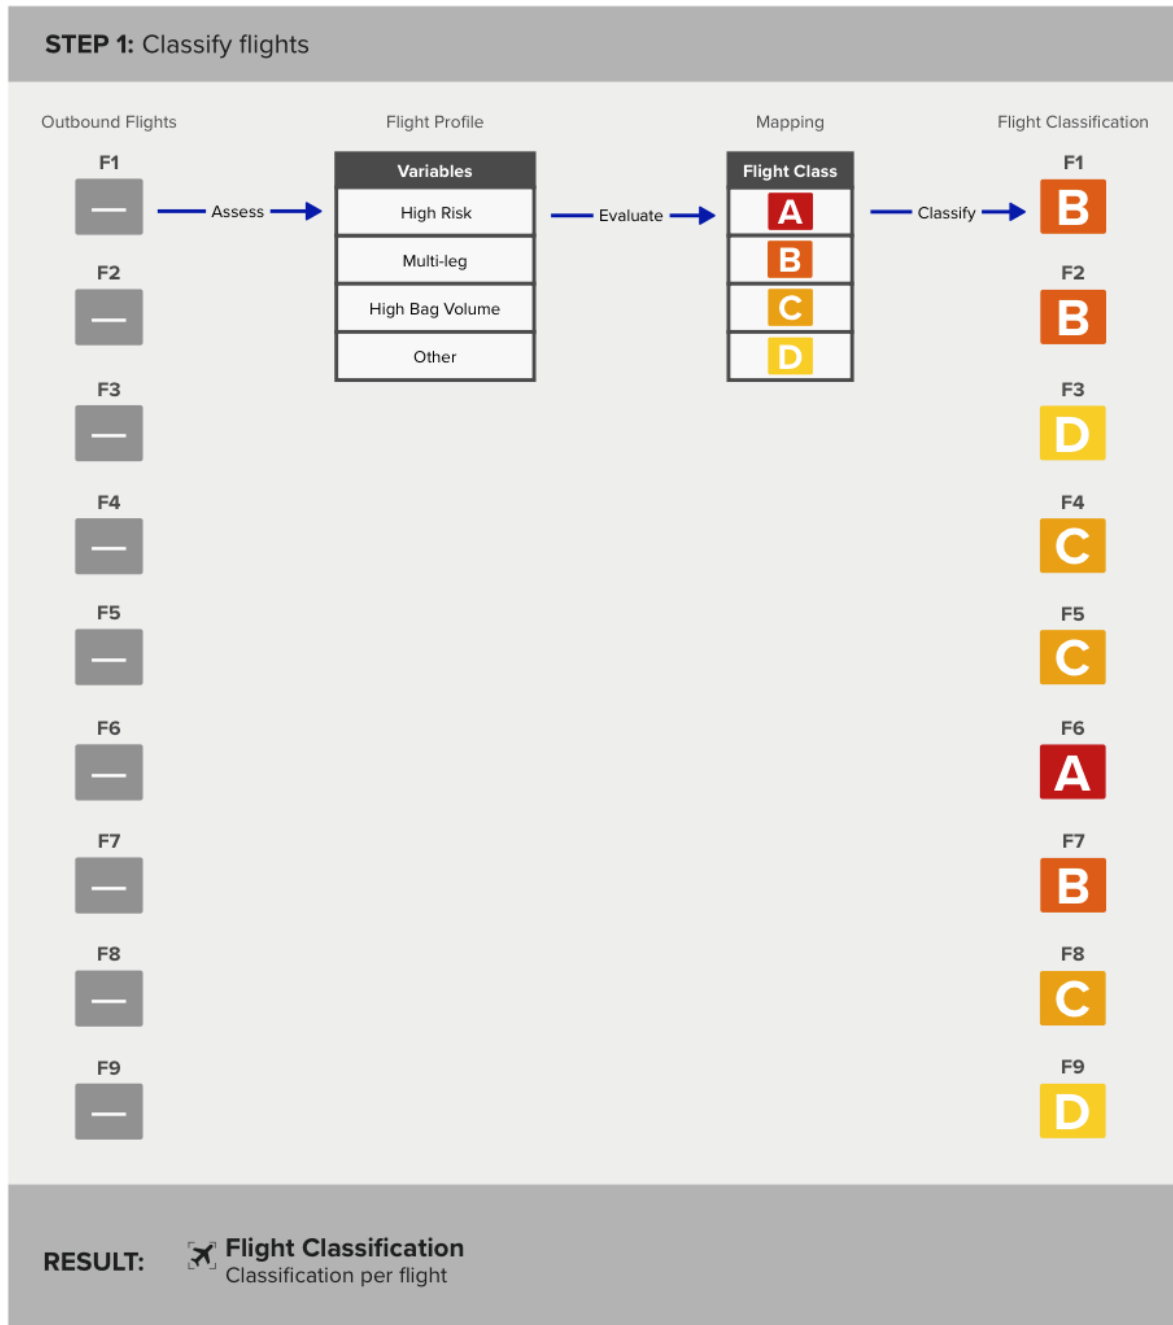 STEP 1: Classify flights
Outbound Flights
Flight Profile
Mapping
Flight Classification
F1
Variables
Flight Class
F1
—
Assess
High Risk
Evaluate
A
Classify
B
Multi-leg
B
F2
F2
—
High Bag Volume
C
B
Other
D
F3
F3
—
D
F4
F4
—
C
F5
F5
—
C
F6
F6
—
A
F7
F7
—
B
F8
F8
—
C
F9
F9
—
D
RESULT:
Flight Classification
Classification per flight